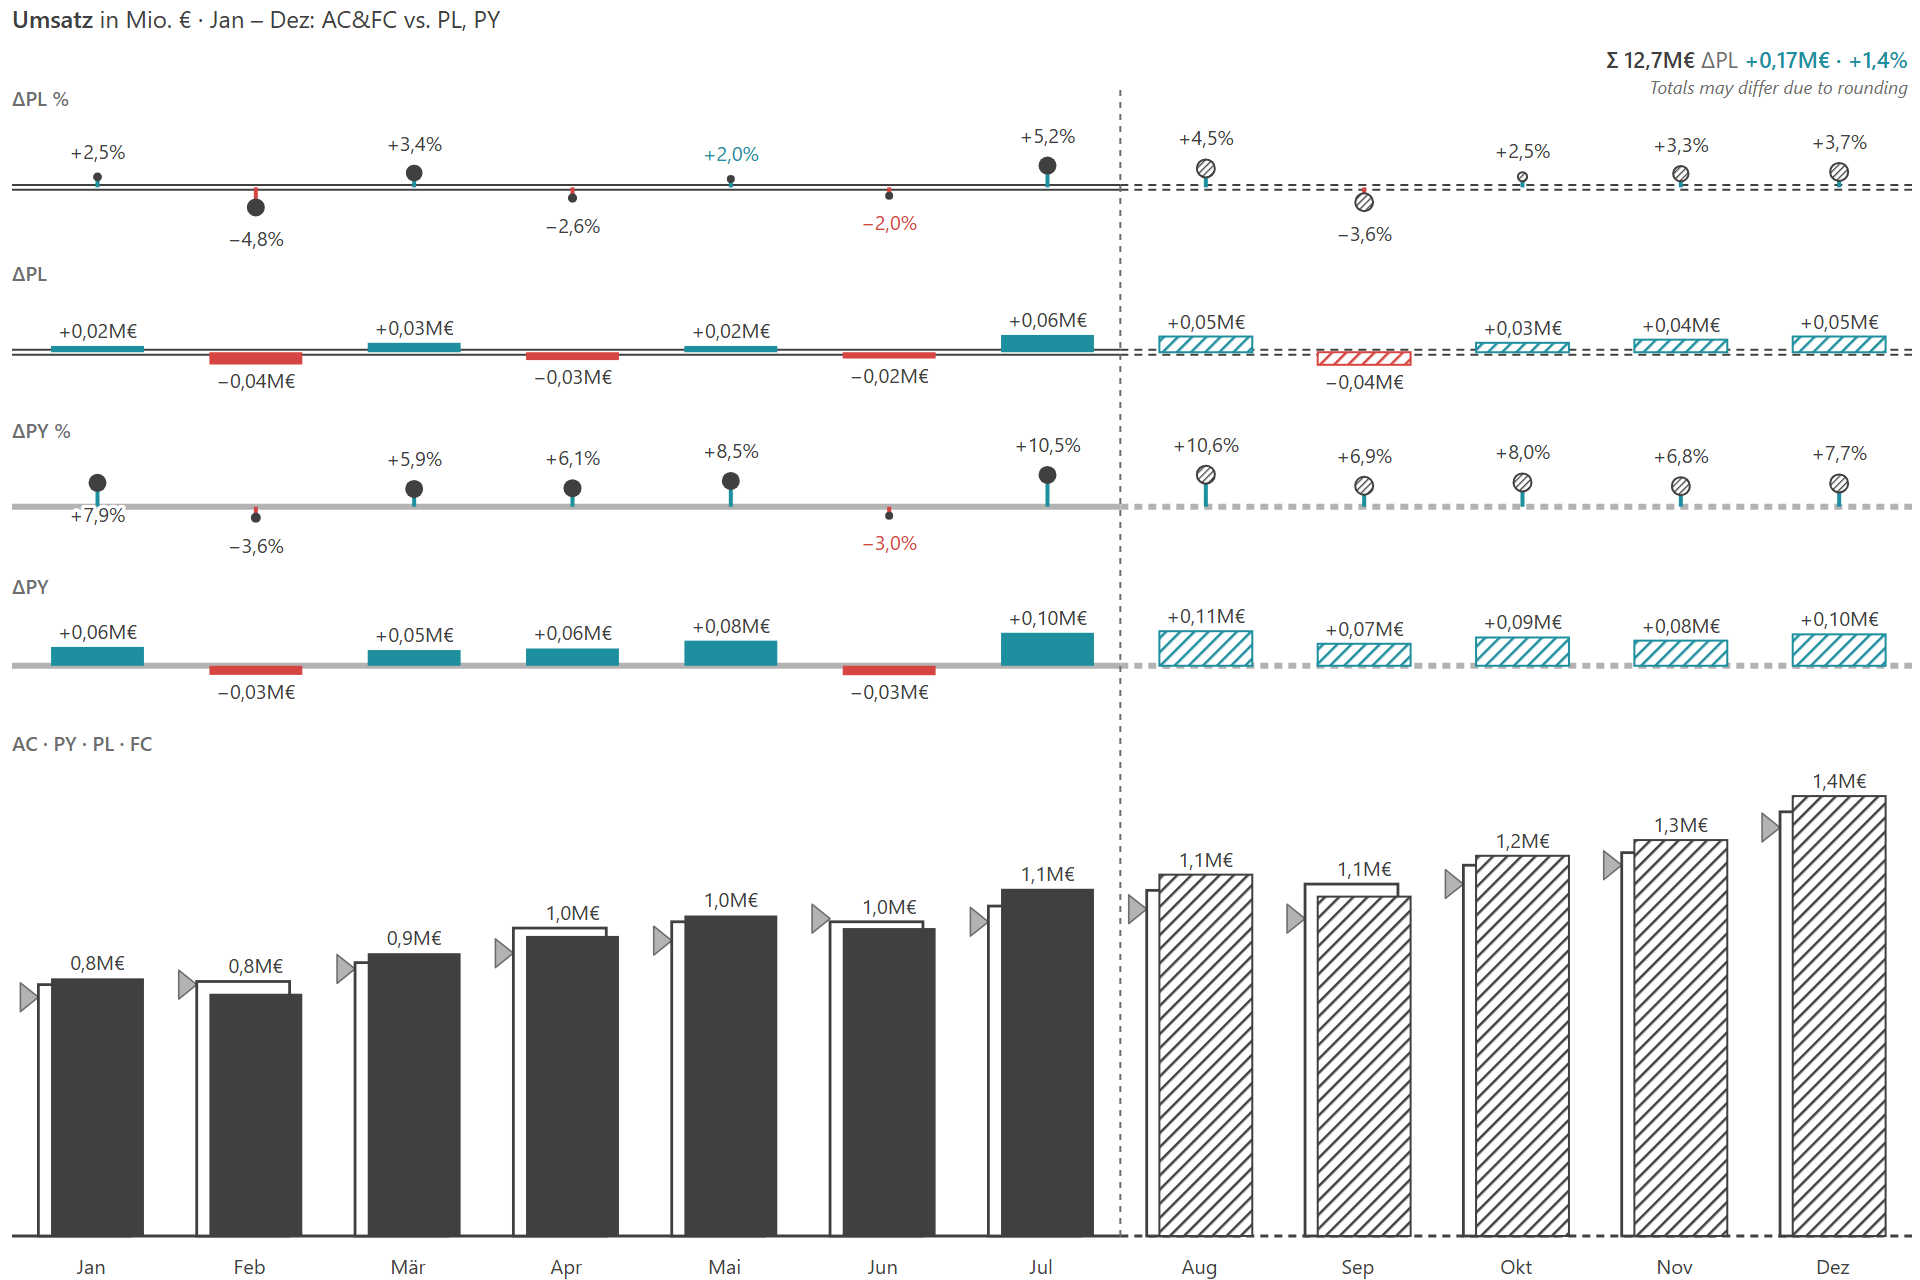 Umsatz in Mio. € · Jan – Dez: AC&FC vs. PL, PY
Σ 12,7M€ ΔPL +0,17M€ · +1,4%
Totals may differ due to rounding
ΔPL %
+2,5% −4,8% +3,4% −2,6% +2,0% −2,0% +5,2% +4,5% −3,6% +2,5% +3,3% +3,7%
ΔPL
+0,02M€ −0,04M€ +0,03M€ −0,03M€ +0,02M€ −0,02M€ +0,06M€ +0,05M€ −0,04M€ +0,03M€ +0,04M€ +0,05M€
ΔPY %
+7,9% −3,6% +5,9% +6,1% +8,5% −3,0% +10,5% +10,6% +6,9% +8,0% +6,8% +7,7%
ΔPY
+0,06M€ −0,03M€ +0,05M€ +0,06M€ +0,08M€ −0,03M€ +0,10M€ +0,11M€ +0,07M€ +0,09M€ +0,08M€ +0,10M€
AC · PY · PL · FC
0,8M€ 0,8M€ 0,9M€ 1,0M€ 1,0M€ 1,0M€ 1,1M€ 1,1M€ 1,1M€ 1,2M€ 1,3M€ 1,4M€
Jan Feb Mär Apr Mai Jun Jul Aug Sep Okt Nov Dez